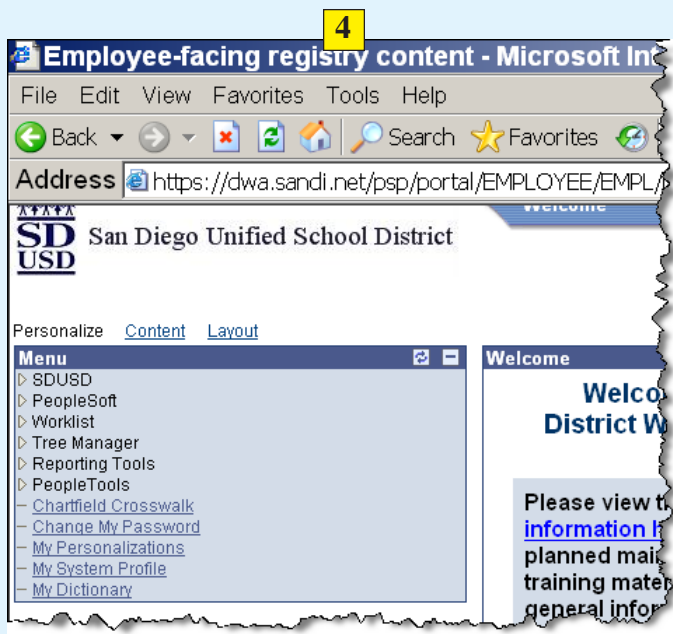 4
Employee-facing registry content - Microsoft Int
File Edit View Favorites Tools Help
Back Search Favorites
Address https://dwa.sandi.net/psp/portal/EMPLOYEE/EMPL/
Welcome
SD
USD
San Diego Unified School District
Personalize Content Layout
Menu
SDUSD
PeopleSoft
Worklist
Tree Manager
Reporting Tools
PeopleTools
Chartfield Crosswalk
Change My Password
My Personalizations
My System Profile
My Dictionary
Welcome
Welco
District W
Please view t
information h
planned main
training mater
general infor